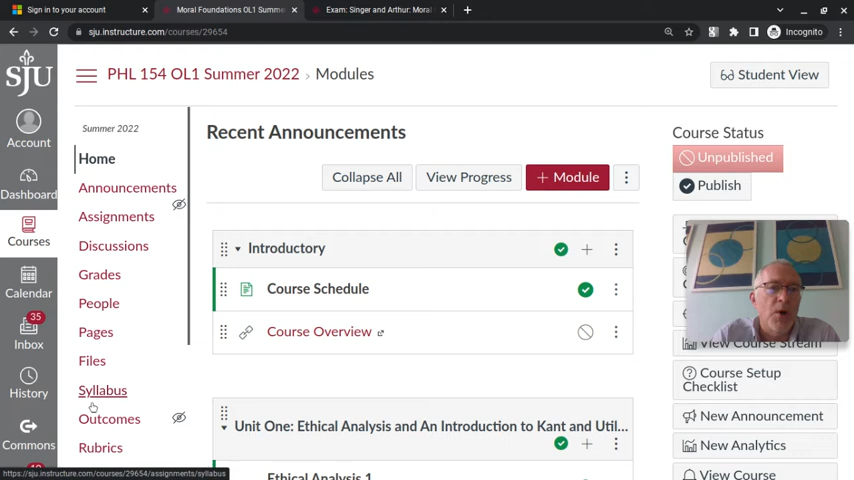 Sign in to your account
Moral Foundations OL1 Summe
Exam: Singer and Arthur: Moral
sju.instructure.com/courses/29654
Incognito
SJU
PHL 154 OL1 Summer 2022 › Modules
Student View
Account
Dashboard
Courses
Calendar
35
Inbox
History
Commons
Summer 2022
Home
Announcements
Assignments
Discussions
Grades
People
Pages
Files
Syllabus
Outcomes
Rubrics
Recent Announcements
Collapse All
View Progress
+ Module
Introductory
Course Schedule
Course Overview
Unit One: Ethical Analysis and An Introduction to Kant and Util...
Ethical Analysis 1
Course Status
Unpublished
Publish
View Course Stream
Course Setup
Checklist
New Announcement
New Analytics
View Course
https://sju.instructure.com/courses/29654/assignments/syllabus